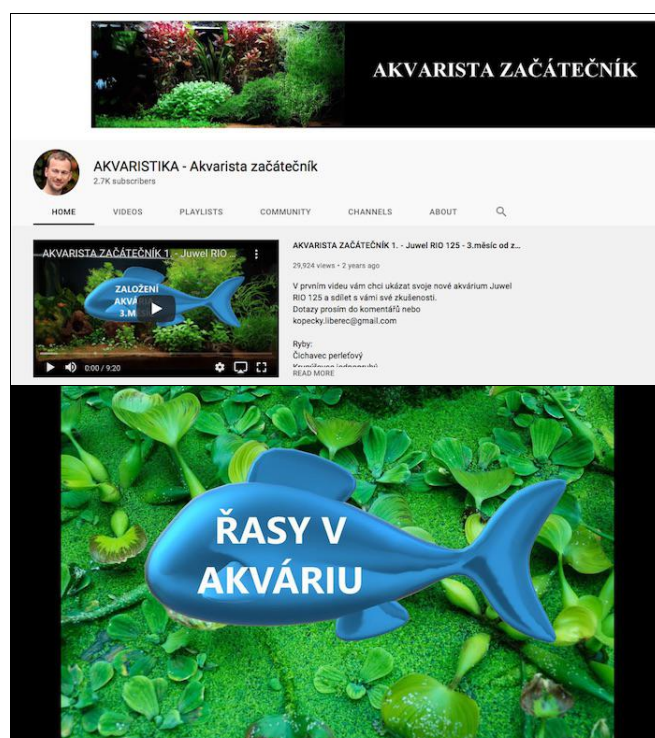 AKVARISTA ZAČÁTEČNÍK
AKVARISTIKA - Akvarista začátečník
2.7K subscribers
HOME VIDEOS PLAYLISTS COMMUNITY CHANNELS ABOUT
AKVARISTA ZAČÁTEČNÍK 1. - Juwel RIO ...
ZALOŽENÍ
AKVÁRIA
3.MĚSÍC
0:00 / 9:20
AKVARISTA ZAČÁTEČNÍK 1. - Juwel RIO 125 - 3.měsíc od z...
29,924 views • 2 years ago
V prvním videu vám chci ukázat svoje nové akvárium Juwel
RIO 125 a sdílet s vámi své zkušenosti.
Dotazy prosím do komentářů nebo
kopecky.liberec@gmail.com
Ryby:
Čichavec perleťový
READ MORE
ŘASY V
AKVÁRIU